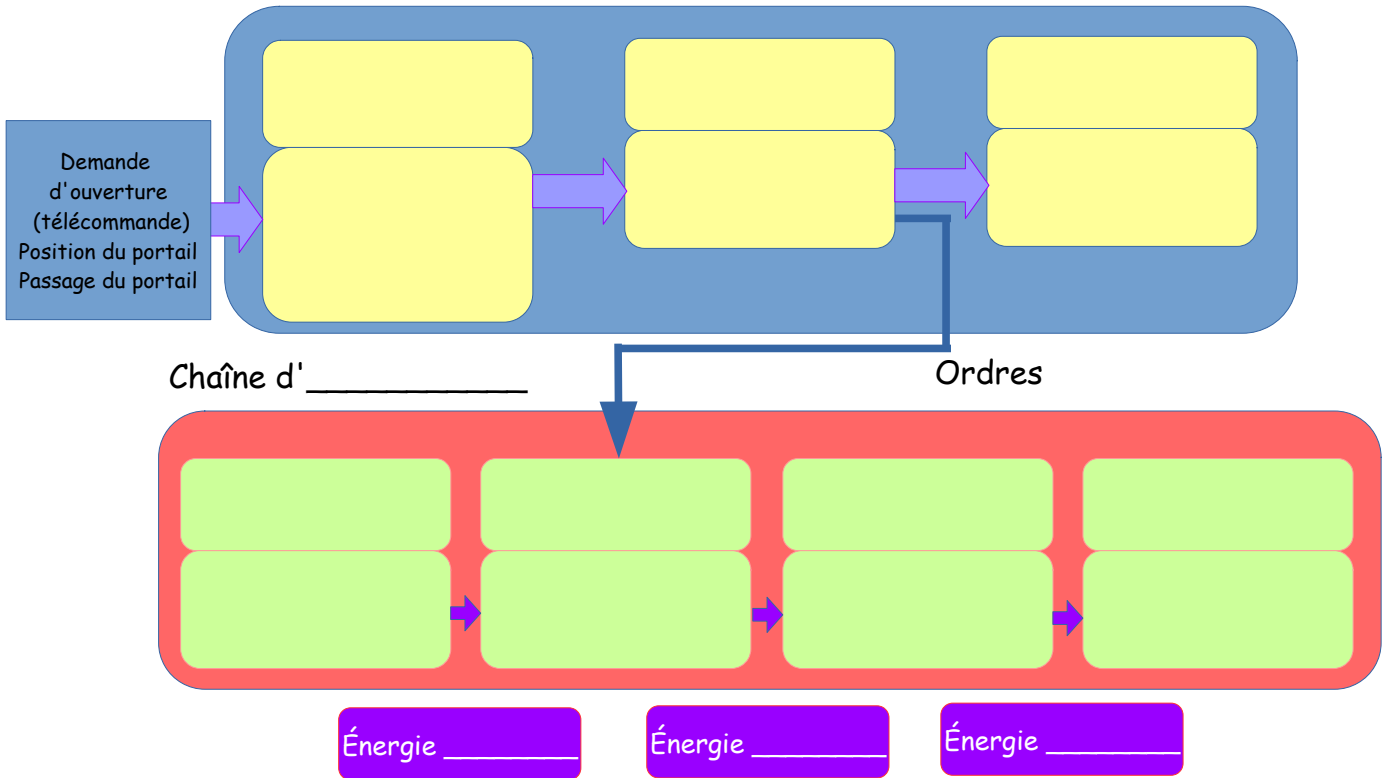 Demande
d'ouverture
(télécommande)
Position du portail
Passage du portail
Chaîne d'___________
Ordres
Énergie ________
Énergie ________
Énergie ________